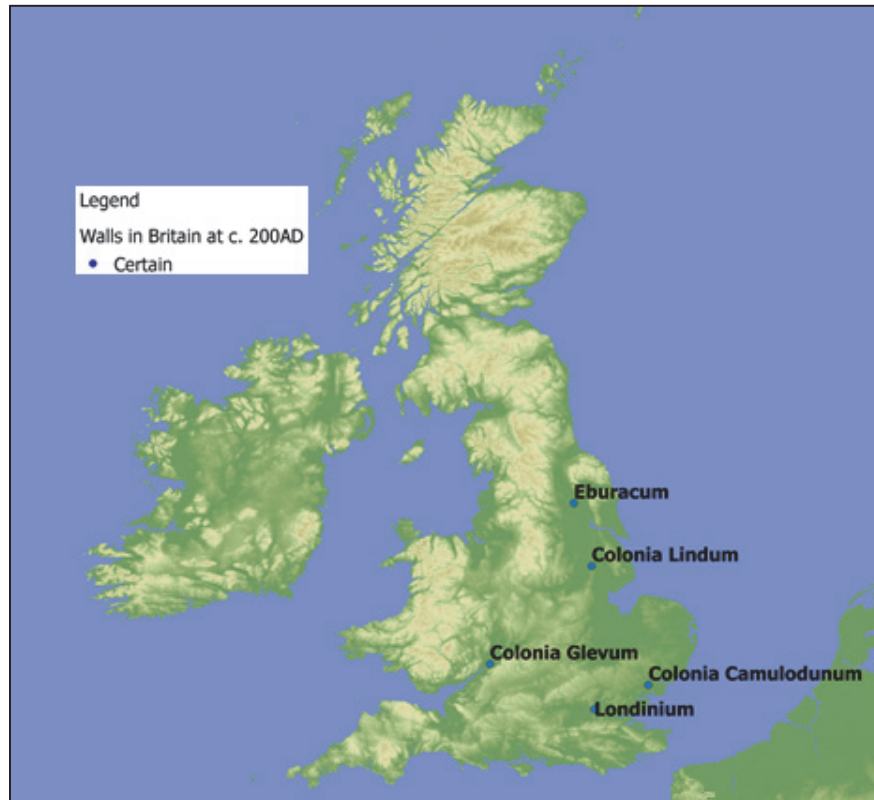 Legend
Walls in Britain at c. 200AD
Certain
Eburacum
Colonia Lindum
Colonia Glevum
Colonia Camulodunum
Londinium